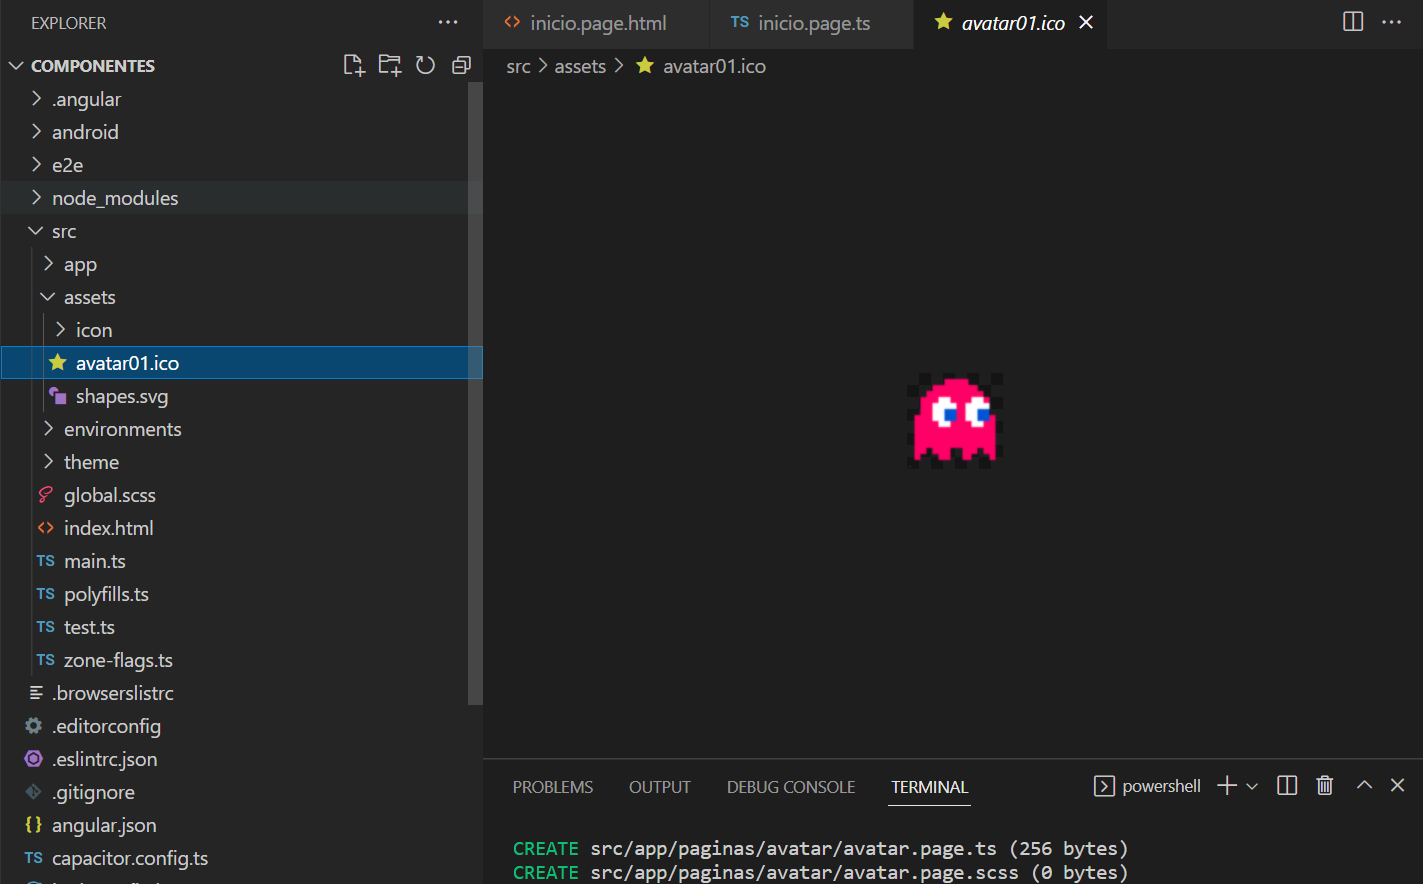 EXPLORER
COMPONENTES
.angular
android
e2e
node_modules
src
app
assets
icon
avatar01.ico
shapes.svg
environments
theme
global.scss
index.html
TS main.ts
TS polyfills.ts
TS test.ts
TS zone-flags.ts
.browserslistrc
.editorconfig
.eslintrc.json
.gitignore
{} angular.json
TS capacitor.config.ts
<> inicio.page.html
TS inicio.page.ts
avatar01.ico
src > assets > avatar01.ico
PROBLEMS OUTPUT DEBUG CONSOLE TERMINAL powershell
CREATE src/app/paginas/avatar/avatar.page.ts (256 bytes)
CREATE src/app/paginas/avatar/avatar.page.scss (0 bytes)